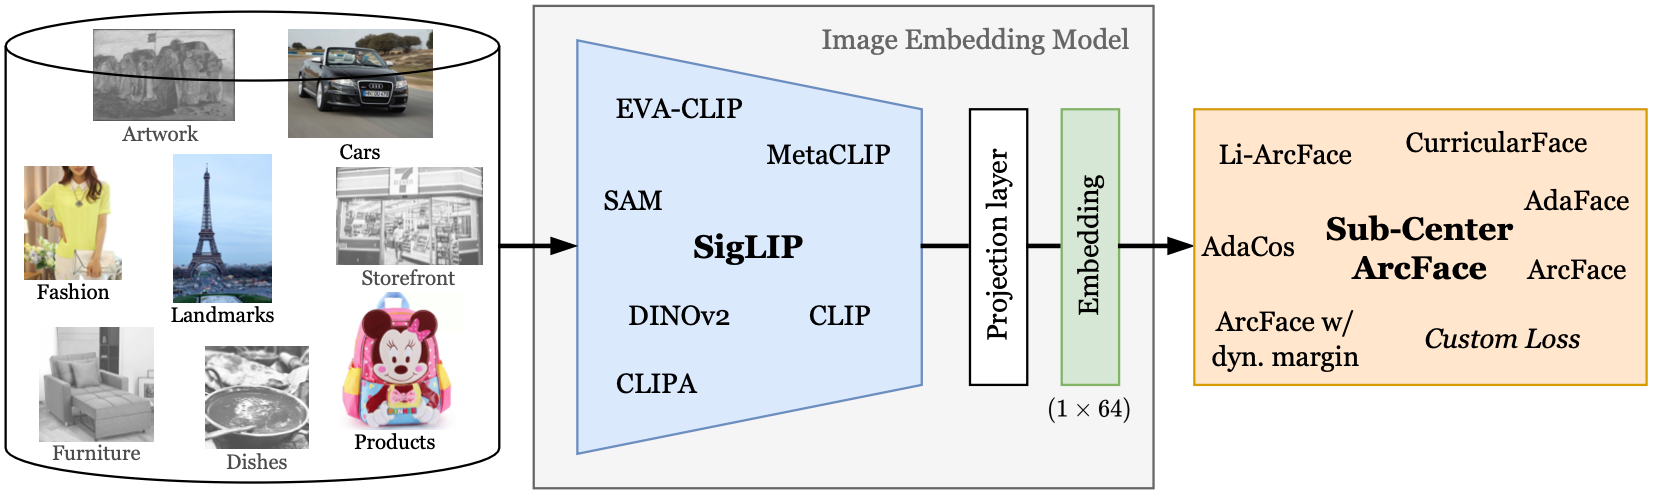 Artwork
Cars
Fashion
Landmarks
7
Storefront
Furniture
Dishes
Products
Image Embedding Model
EVA-CLIP
MetaCLIP
SAM
SigLIP
DINOv2
CLIP
CLIPA
Projection layer
Embedding
(1 × 64)
Li-ArcFace
CurricularFace
AdaFace
Sub-Center
ArcFace
AdaCos
ArcFace
ArcFace w/
dyn. margin
Custom Loss